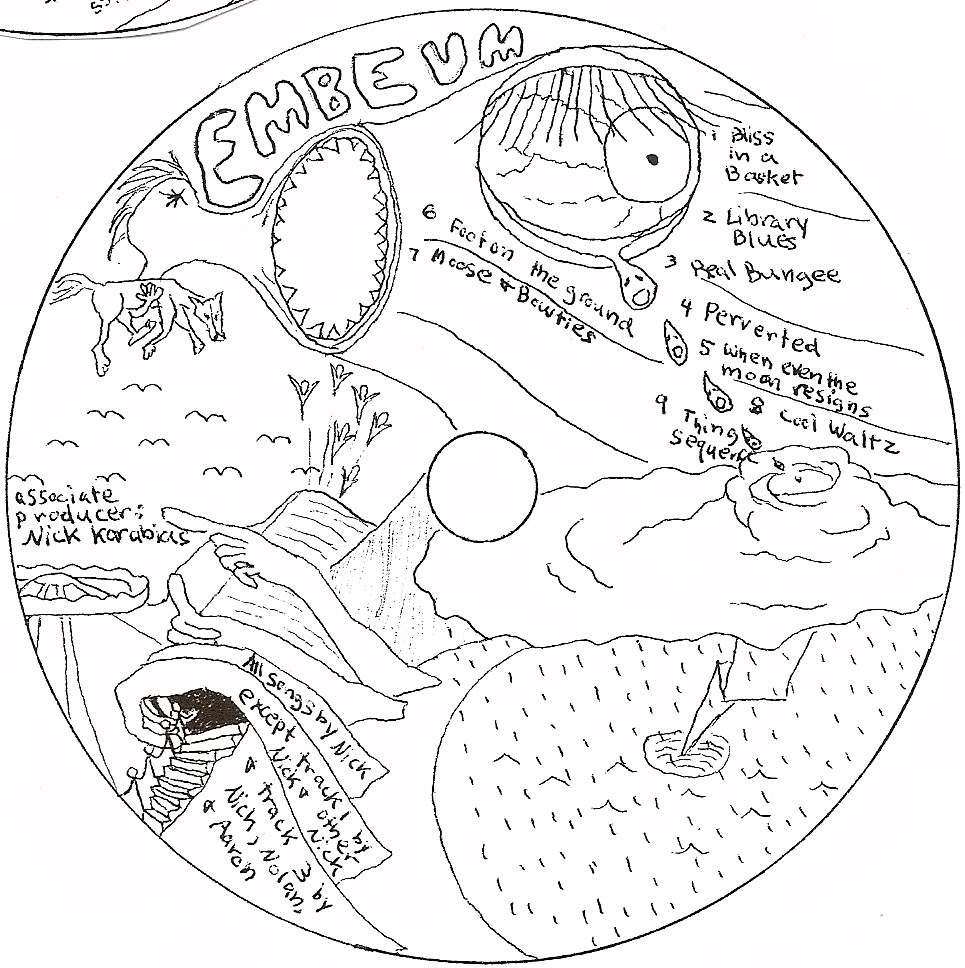 EMBEUM
1 Bliss
in a
Basket
2 Library
Blues
3 Real Bungee
4 Perverted
5 When even the
moon resigns
6 Foot on the ground
7 Moose & Bowties
8 Cool Waltz
9 Thing
sequence
associate
producer:
Nick Karabias
All songs by Nick
except track 1 by
Nick & other
Nick
& track 3 by
Nick, Nolan,
& Aaron